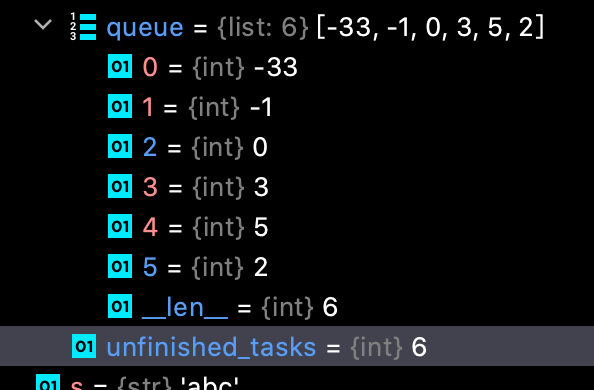 queue = {list: 6} [-33, -1, 0, 3, 5, 2]
01 0 = {int} -33
01 1 = {int} -1
01 2 = {int} 0
01 3 = {int} 3
01 4 = {int} 5
01 5 = {int} 2
01 __len__ = {int} 6
01 unfinished_tasks = {int} 6
01 s = {str} 'abc'